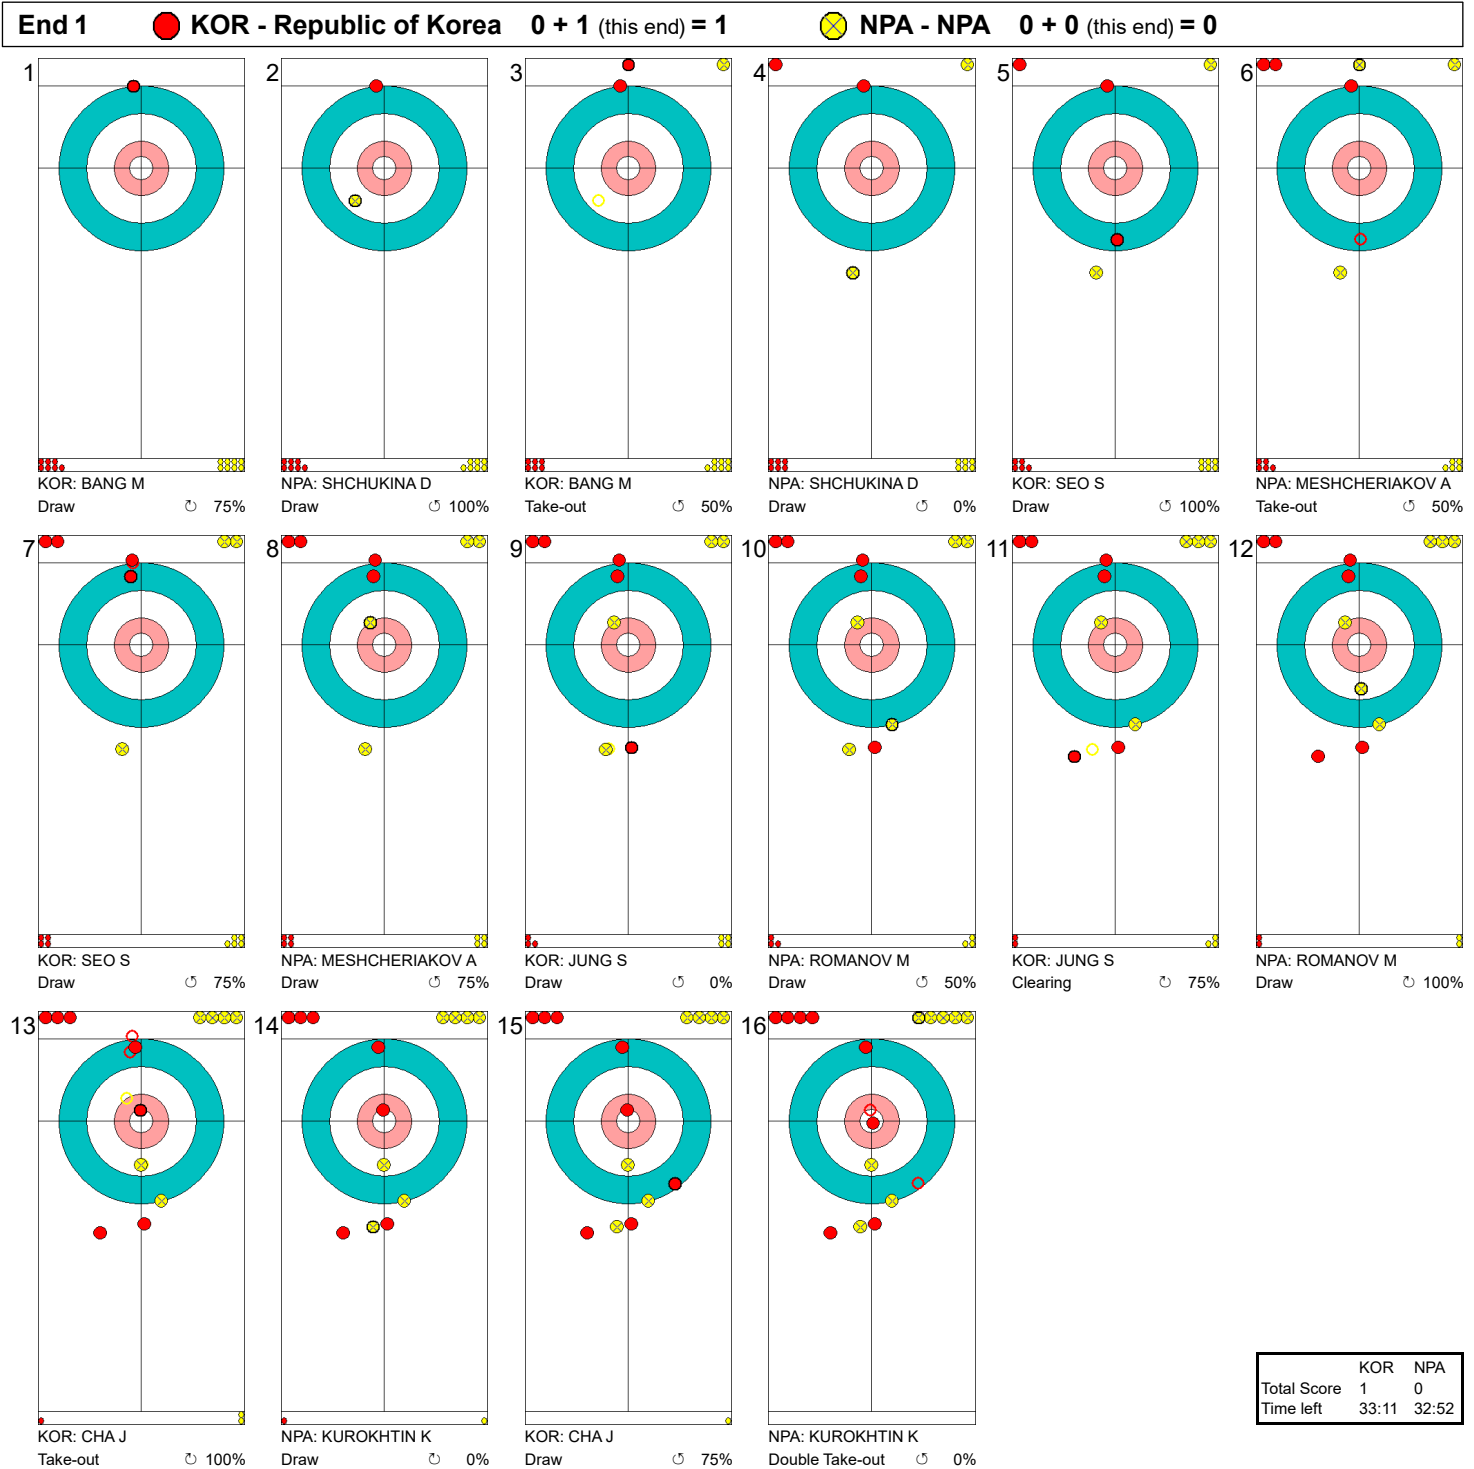 End 1 KOR - Republic of Korea 0 + 1 (this end) = 1 NPA - NPA 0 + 0 (this end) = 0
1 2 3 4 5 6
KOR: BANG M NPA: SHCHUKINA D KOR: BANG M NPA: SHCHUKINA D KOR: SEO S NPA: MESHCHERIAKOV A
Draw ↻ 75% Draw ↺ 100% Take-out ↺ 50% Draw ↺ 0% Draw ↺ 100% Take-out ↺ 50%
7 8 9 10 11 12
KOR: SEO S NPA: MESHCHERIAKOV A KOR: JUNG S NPA: ROMANOV M KOR: JUNG S NPA: ROMANOV M
Draw ↺ 75% Draw ↺ 75% Draw ↺ 0% Draw ↺ 50% Clearing ↻ 75% Draw ↻ 100%
13 14 15 16
KOR: CHA J NPA: KUROKHTIN K KOR: CHA J NPA: KUROKHTIN K
Take-out ↻ 100% Draw ↻ 0% Draw ↺ 75% Double Take-out ↺ 0%
KOR NPA
Total Score 1 0
Time left 33:11 32:52